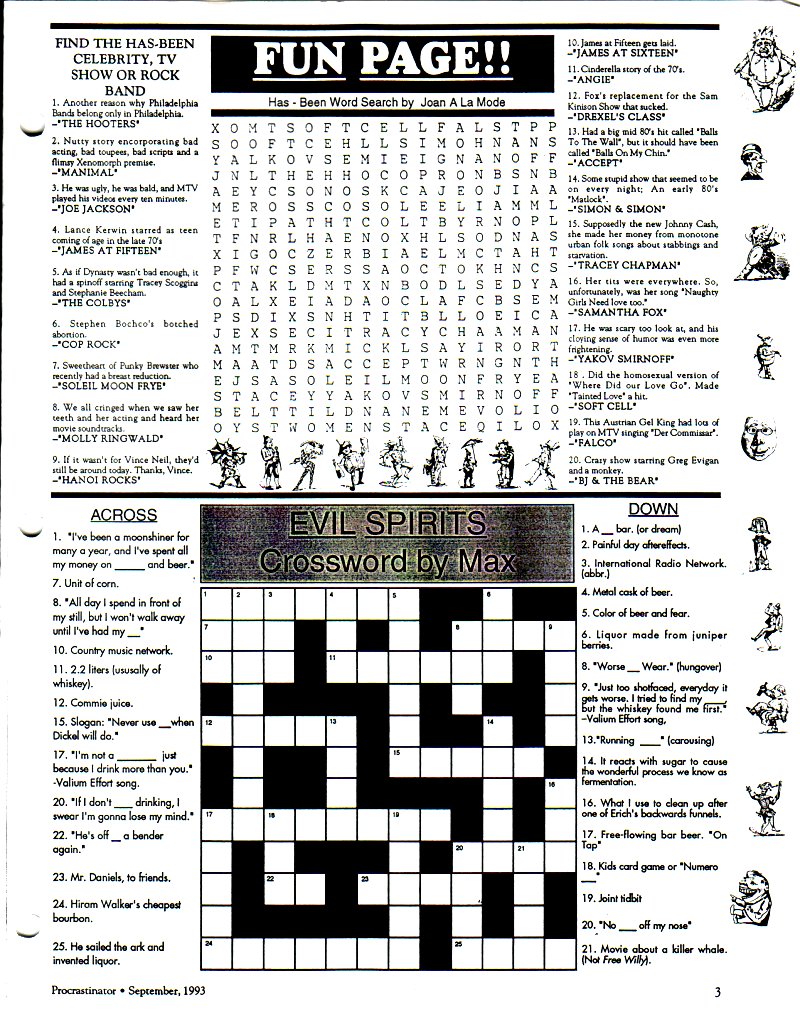 FIND THE HAS-BEEN
CELEBRITY, TV
SHOW OR ROCK
BAND
1. Another reason why Philadelphia
Bands belong only in Philadelphia.
–"THE HOOTERS"
2. Nutty story encorporating bad
acting, bad toupees, bad scripts and a
flimsy Xenomorph premise.
–"MANIMAL"
3. He was ugly, he was bald, and MTV
played his videos every ten minutes.
–"JOE JACKSON"
4. Lance Kerwin starred as teen
coming of age in the late 70's
–"JAMES AT FIFTEEN"
5. As if Dynasty wasn't bad enough, it
had a spinoff starring Tracey Scoggins
and Stephanie Beecham.
–"THE COLBYS"
6. Stephen Bochco's botched
abortion.
–"COP ROCK"
7. Sweetheart of Punky Brewster who
recently had a breast reduction.
–"SOLEIL MOON FRYE"
8. We all cringed when we saw her
teeth and her acting and heard her
movie soundtracks.
–"MOLLY RINGWALD"
9. If it wasn't for Vince Neil, they'd
still be around today. Thanks, Vince.
–"HANOI ROCKS"
FUN PAGE!!
Has - Been Word Search by Joan A La Mode
X O M T S O F T C E L L F A L S T P P
S O O F T C E H L L S I M O H N A N S
Y A L K O V S E M I E I G N A N O F F
J N L T H E H H O C O P R O N B S N B
A E Y C S O N O S K C A J E O J I A A
M E R O S S C O S O L E E L I A M M L
E T I P A T H T C O L T B Y R N O P L
T F N R L H A E N O X H L S O D N A S
X I G O C Z E R B I A E L M C T A H T
P F W C S E R S S A O C T O K H N C S
C T A K L D M T X N B O D L S E D Y A
O A L X E I A D A O C L A F C B S E M
P S D I X S N H T I T B L L O E I C A
J E X S E C I T R A C Y C H A A M A N
A M T M R K M I C K L S A Y I R O R T
M A A T D S A C C E P T W R N G N T H
E J S A S O L E I L M O O N F R Y E A
S T A C E Y Y A K O V S M I R N O F F
B E L T T I L D N A N E M E V O L I O
O Y S T W O M E N S T A C E Q I L O X
10. James at Fifteen gets laid.
–"JAMES AT SIXTEEN"
11. Cinderella story of the 70's.
–"ANGIE"
12. Fox's replacement for the Sam
Kinison Show that sucked.
–"DREXEL'S CLASS"
13. Had a big mid 80's hit called "Balls
To The Wall", but it should have been
called "Balls On My Chin."
–"ACCEPT"
14. Some stupid show that seemed to be
on every night; An early 80's
"Matlock".
–"SIMON & SIMON"
15. Supposedly the new Johnny Cash,
she made her money from monotone
urban folk songs about stabbings and
starvation.
–"TRACEY CHAPMAN"
16. Her tits were everywhere. So,
unfortunately, was her song "Naughty
Girls Need love too."
–"SAMANTHA FOX"
17. He was scary too look at, and his
cloying sense of humor was even more
frightening.
–"YAKOV SMIRNOFF"
18 . Did the homosexual version of
"Where Did our Love Go". Made
"Tainted Love" a hit.
–"SOFT CELL"
19. This Austrian Gel King had lots of
play on MTV singing "Der Commissar".
–"FALCO"
20. Crazy show starring Greg Evigan
and a monkey.
–"BJ & THE BEAR"
ACROSS
1. "I've been a moonshiner for
many a year, and I've spent all
my money on _____ and beer."
7. Unit of corn.
8. "All day I spend in front of
my still, but I won't walk away
until I've had my __"
10. Country music network.
11. 2.2 liters (ususally of
whiskey).
12. Commie juice.
15. Slogan: "Never use __when
Dickel will do."
17. "I'm not a _______ just
because I drink more than you."
-Valium Effort song.
20. "If I don't ___ drinking, I
swear I'm gonna lose my mind."
22. "He's off _ a bender
again."
23. Mr. Daniels, to friends.
24. Hiram Walker's cheapest
bourbon.
25. He sailed the ark and
invented liquor.
EVIL SPIRITS
Crossword by Max
1 2 3 4 5 6
7 8 9
10 11
12 13 14
15
16
17 18 19
20 21
22 23
24 25
DOWN
1. A __ bar. (or dream)
2. Painful day aftereffects.
3. International Radio Network.
(abbr.)
4. Metal cask of beer.
5. Color of beer and fear.
6. Liquor made from juniper
berries.
8. "Worse __ Wear." (hungover)
9. "Just too shotfaced, everyday it
gets worse. I tried to find my ____,
but the whiskey found me first."
–Valium Effort song,
13."Running ____" (carousing)
14. It reacts with sugar to cause
the wonderful process we know as
fermentation.
16. What I use to clean up after
one of Erich's backwards funnels.
17. Free-flowing bar beer. "On
Tap"
18. Kids card game or "Numero
__"
19. Joint tidbit
20. "No ___ off my nose"
21. Movie about a killer whale.
(Not Free Willy).
Procrastinator • September, 1993
3